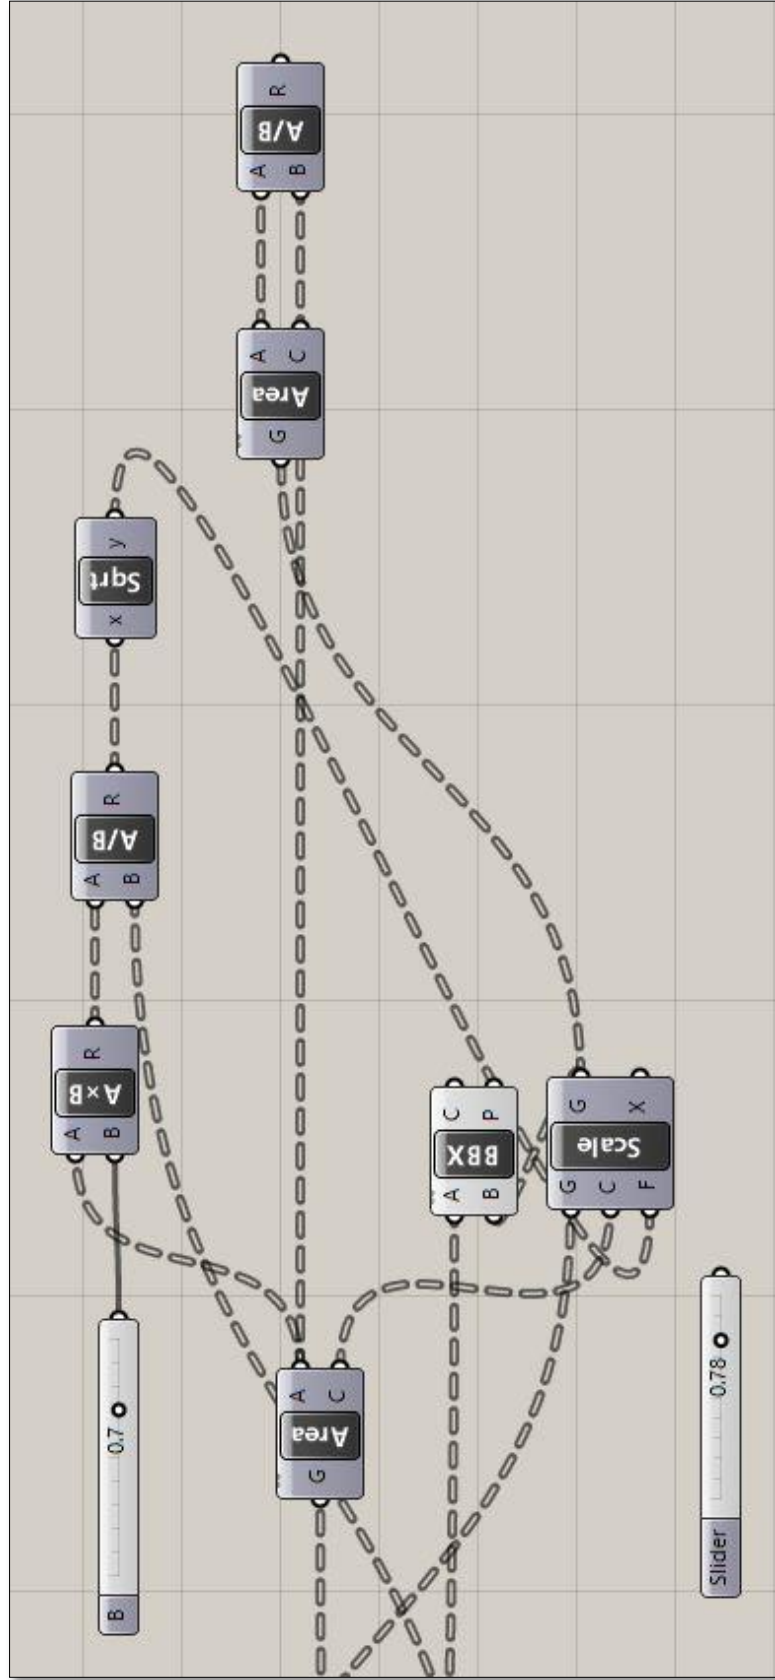 R
A/B
A B
A C
Area
G
y
Sqrt
x
R
A/B
A B
R
A×B
A B
C P
BBX
A B
G X
Scale
G C F
A C
Area
G
0.7
B
0.78
Slider